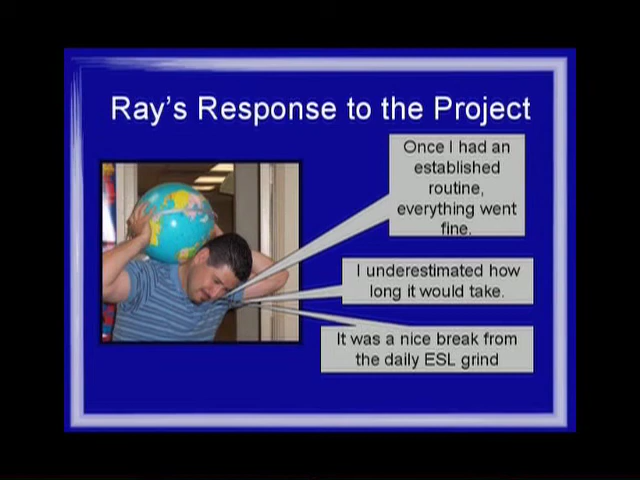 Ray's Response to the Project
Once I had an
established
routine,
everything went
fine.
I underestimated how
long it would take.
It was a nice break from
the daily ESL grind